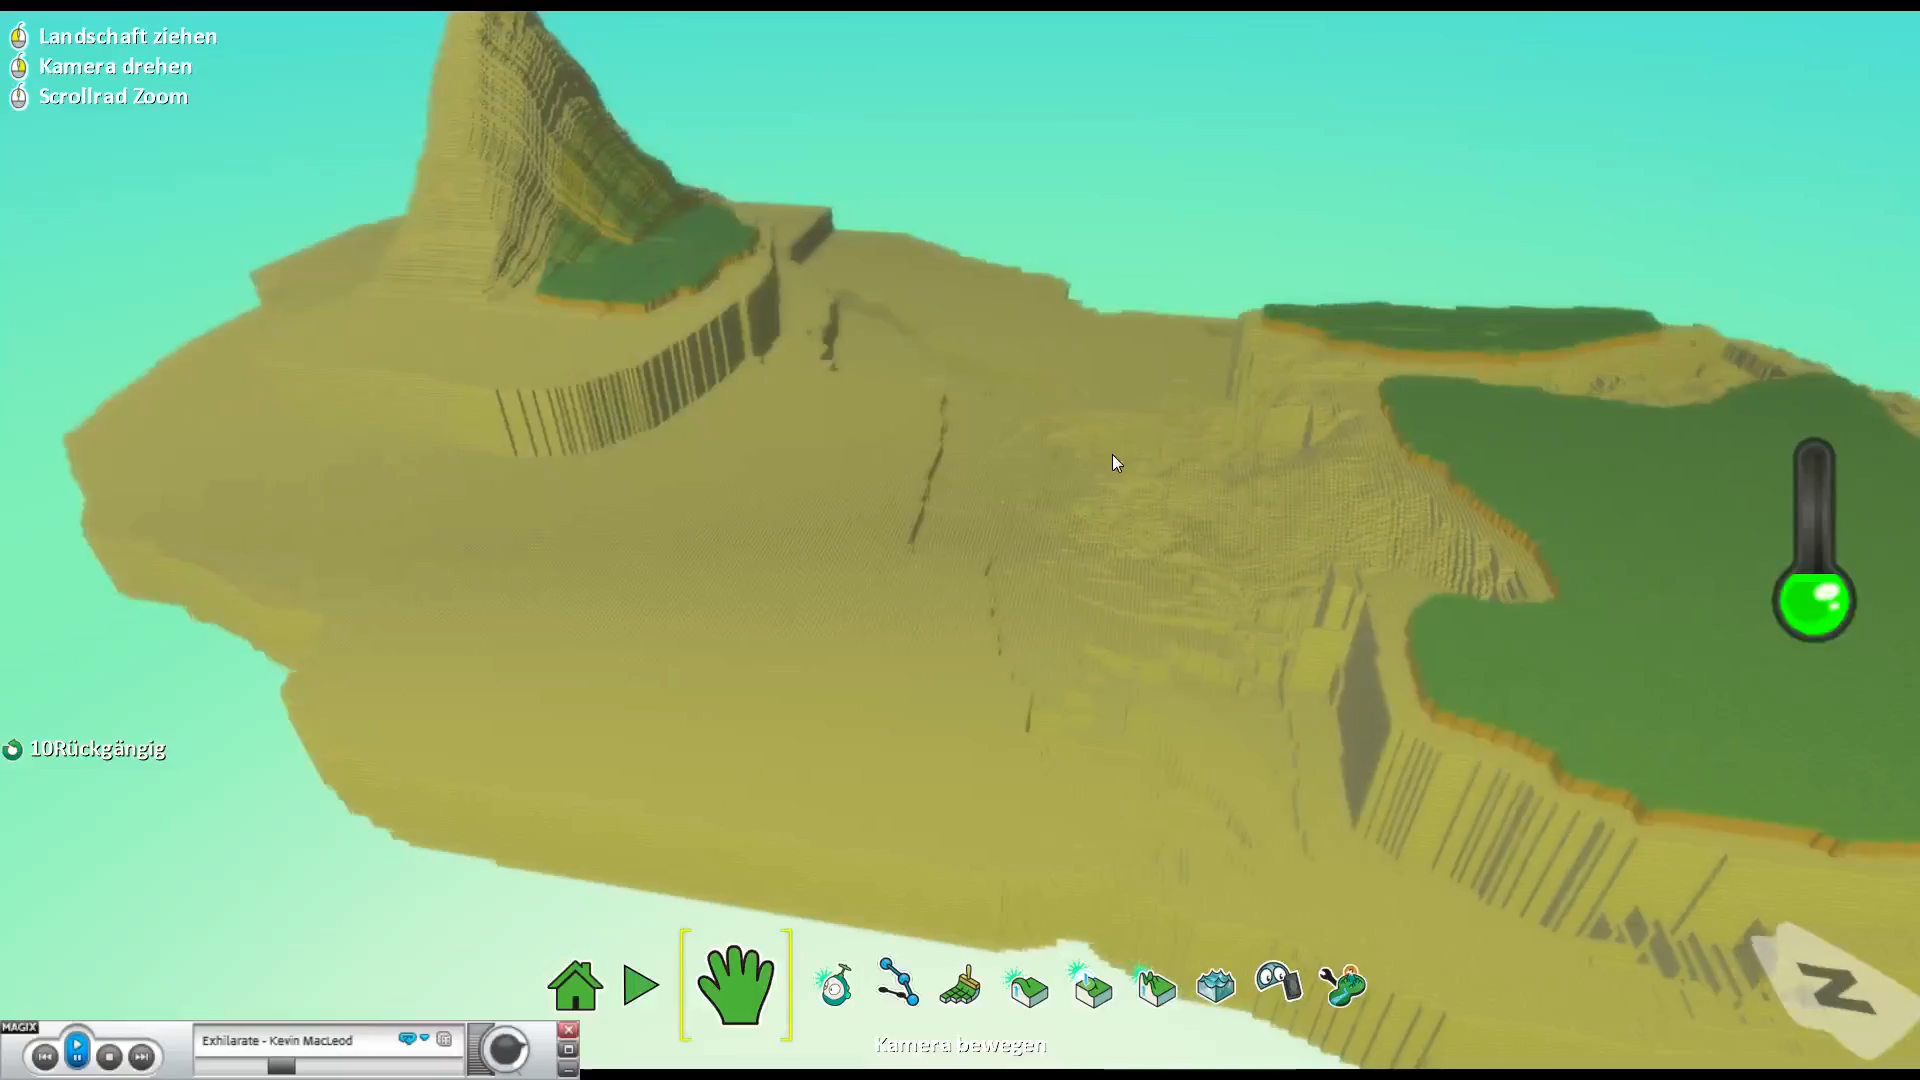 Landschaft ziehen
Kamera drehen
Scrollrad Zoom
10Rückgängig
Kamera bewegen
MAGIX
Exhilarate - Kevin MacLeod
N